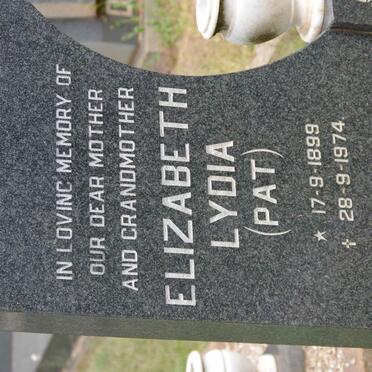 IN LOVING MEMORY OF
OUR DEAR MOTHER
AND GRANDMOTHER
ELIZABETH
LYDIA
(PAT)
* 17-9-1899
✝ 28-9-1974